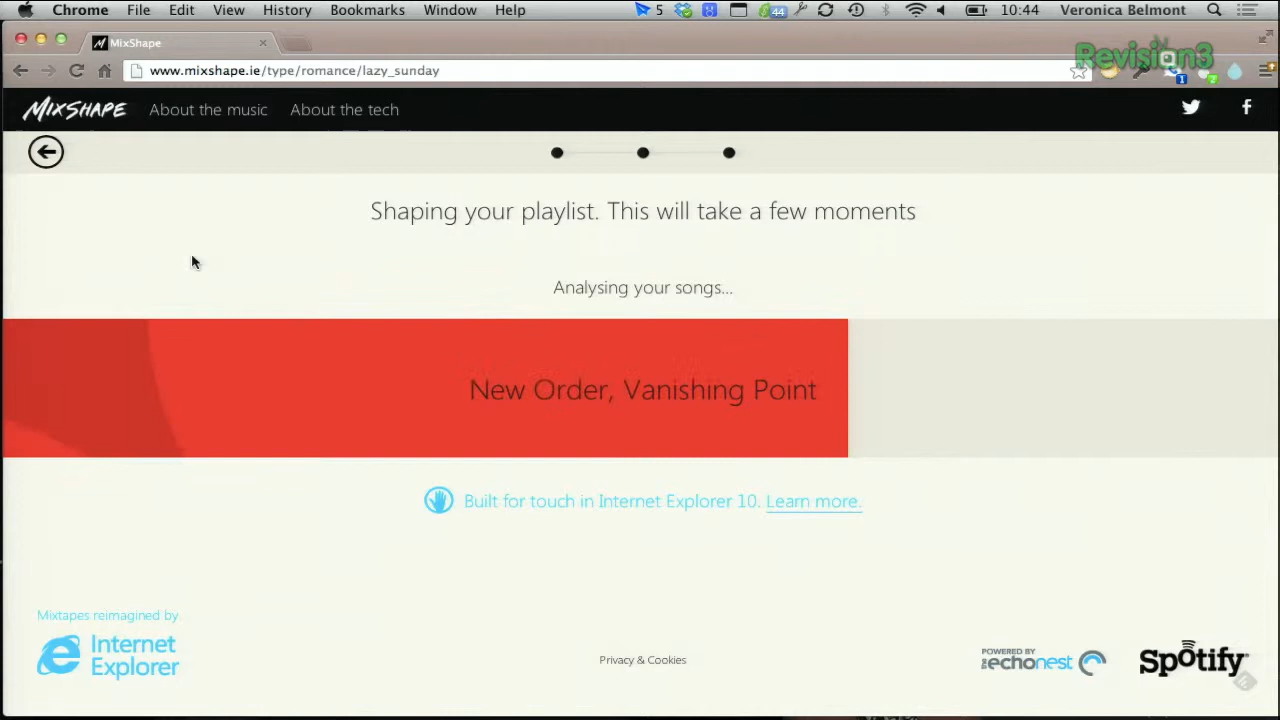 Chrome File Edit View History Bookmarks Window Help 5 44 10:44 Veronica Belmont
MixShape
Revision3
www.mixshape.ie/type/romance/lazy_sunday
1 2
MIXSHAPE About the music About the tech
Shaping your playlist. This will take a few moments
Analysing your songs...
New Order, Vanishing Point
Built for touch in Internet Explorer 10. Learn more.
Mixtapes reimagined by
Internet
Explorer
Privacy & Cookies
POWERED BY
the echonest
Spotify